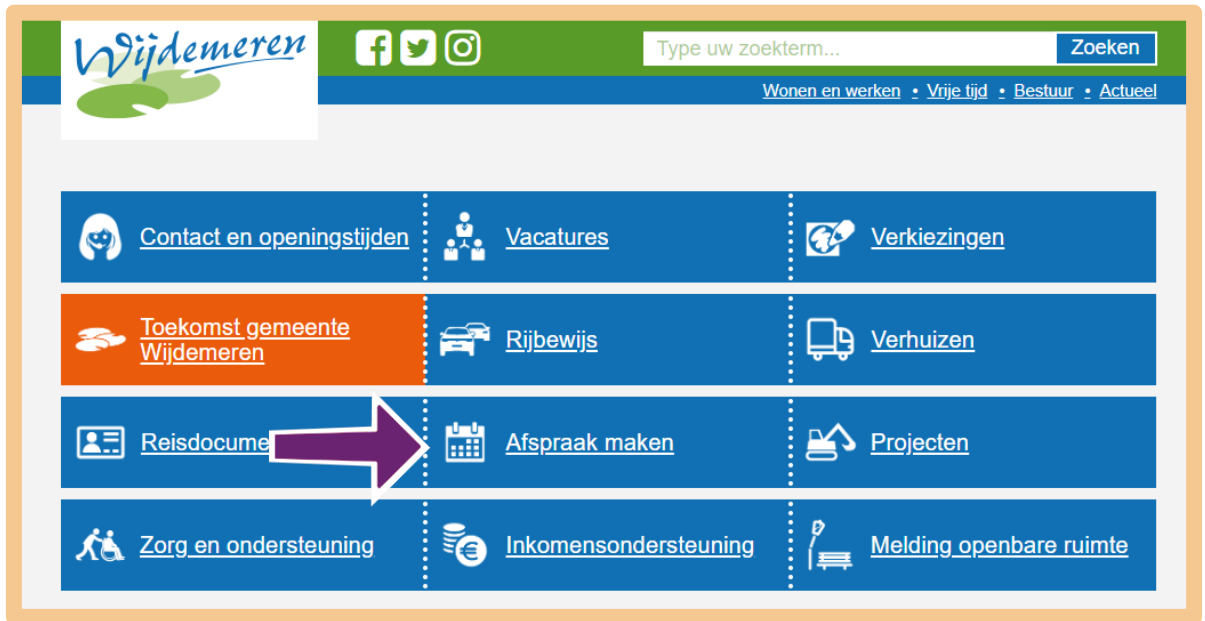 Wijdemeren
Type uw zoekterm... Zoeken
Wonen en werken • Vrije tijd • Bestuur • Actueel
Contact en openingstijden
Vacatures
Verkiezingen
Toekomst gemeente
Wijdemeren
Rijbewijs
Verhuizen
Afspraak maken
Projecten
Zorg en ondersteuning
Inkomensondersteuning
Melding openbare ruimte